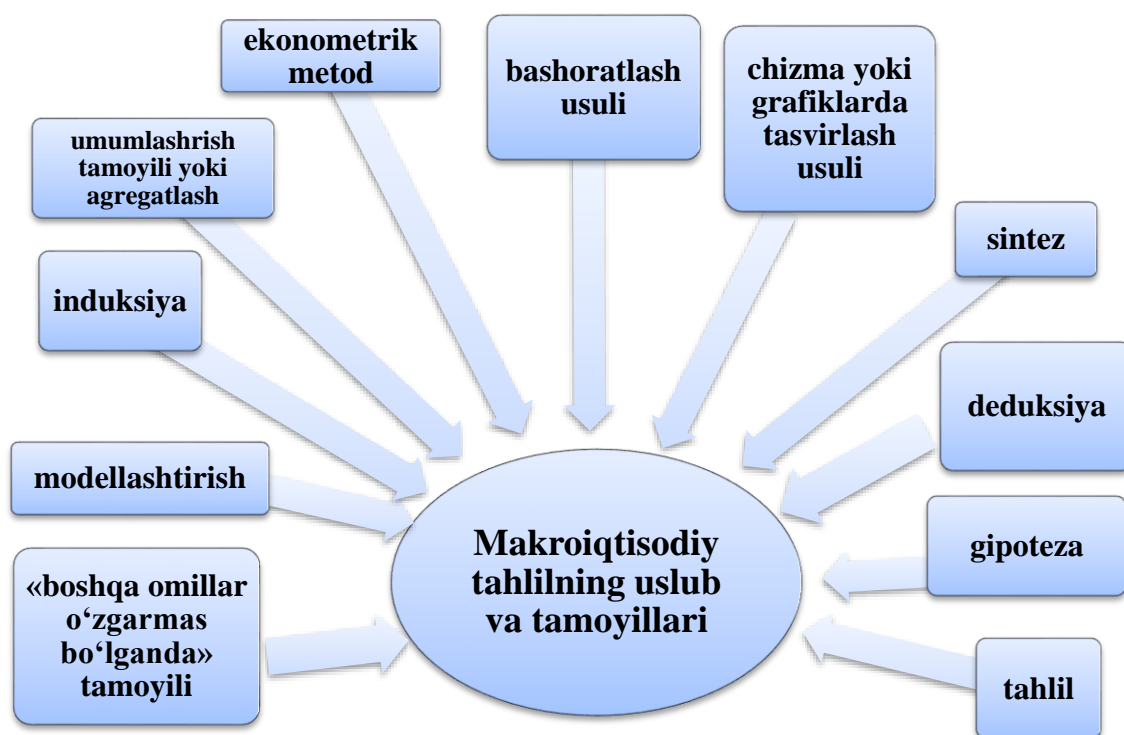 ekonometrik
metod
bashoratlash
usuli
chizma yoki
grafiklarda
tasvirlash
usuli
umumlashrish
tamoyili yoki
agregatlash
sintez
induksiya
deduksiya
modellashtirish
gipoteza
«boshqa omillar
o‘zgarmas
bo‘lganda»
tamoyili
tahlil
Makroiqtisodiy
tahlilning uslub
va tamoyillari